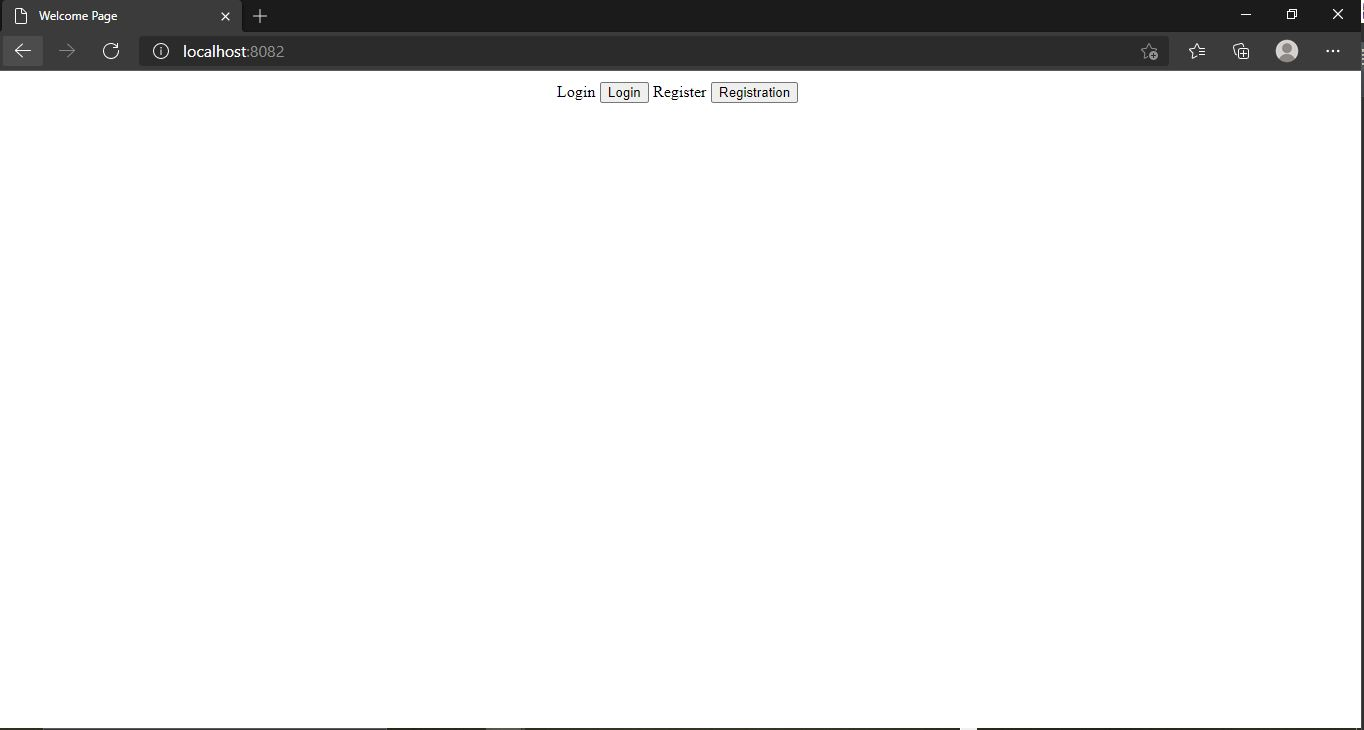 Welcome Page
localhost:8082
Login Login Register Registration